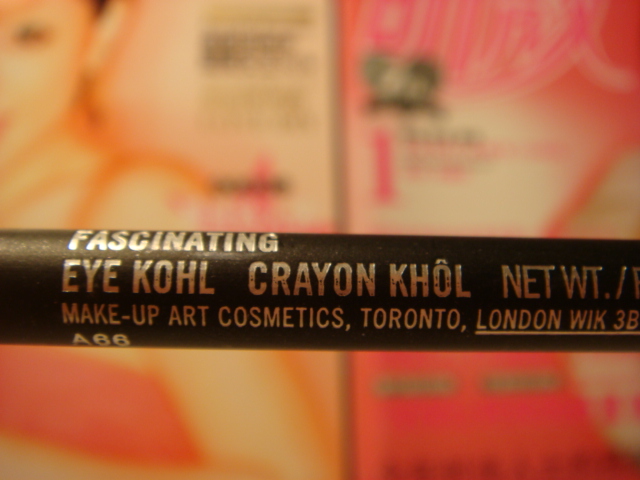 FASCINATING
EYE KOHL CRAYON KHÔL NET WT./
MAKE-UP ART COSMETICS, TORONTO, LONDON WIK 3B
A66